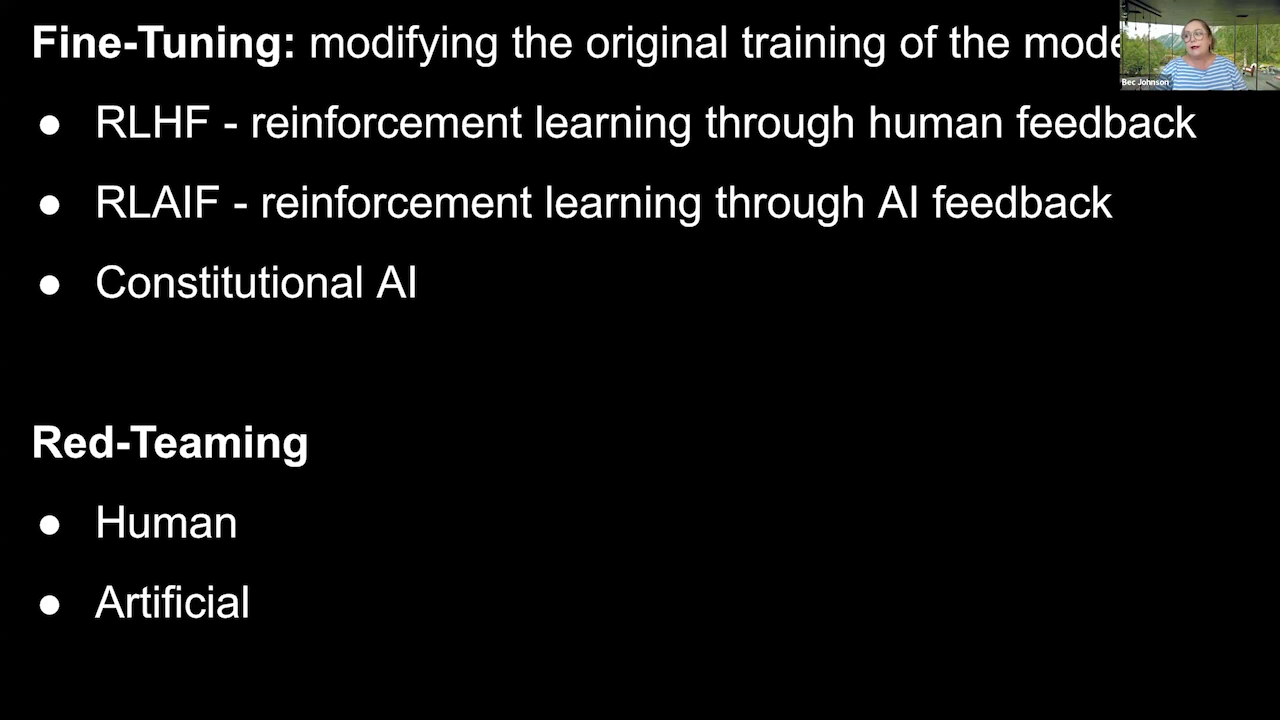 Fine-Tuning: modifying the original training of the
● RLHF - reinforcement learning through human feedback
● RLAIF - reinforcement learning through AI feedback
● Constitutional AI
Red-Teaming
● Human
● Artificial
Bec Johnson